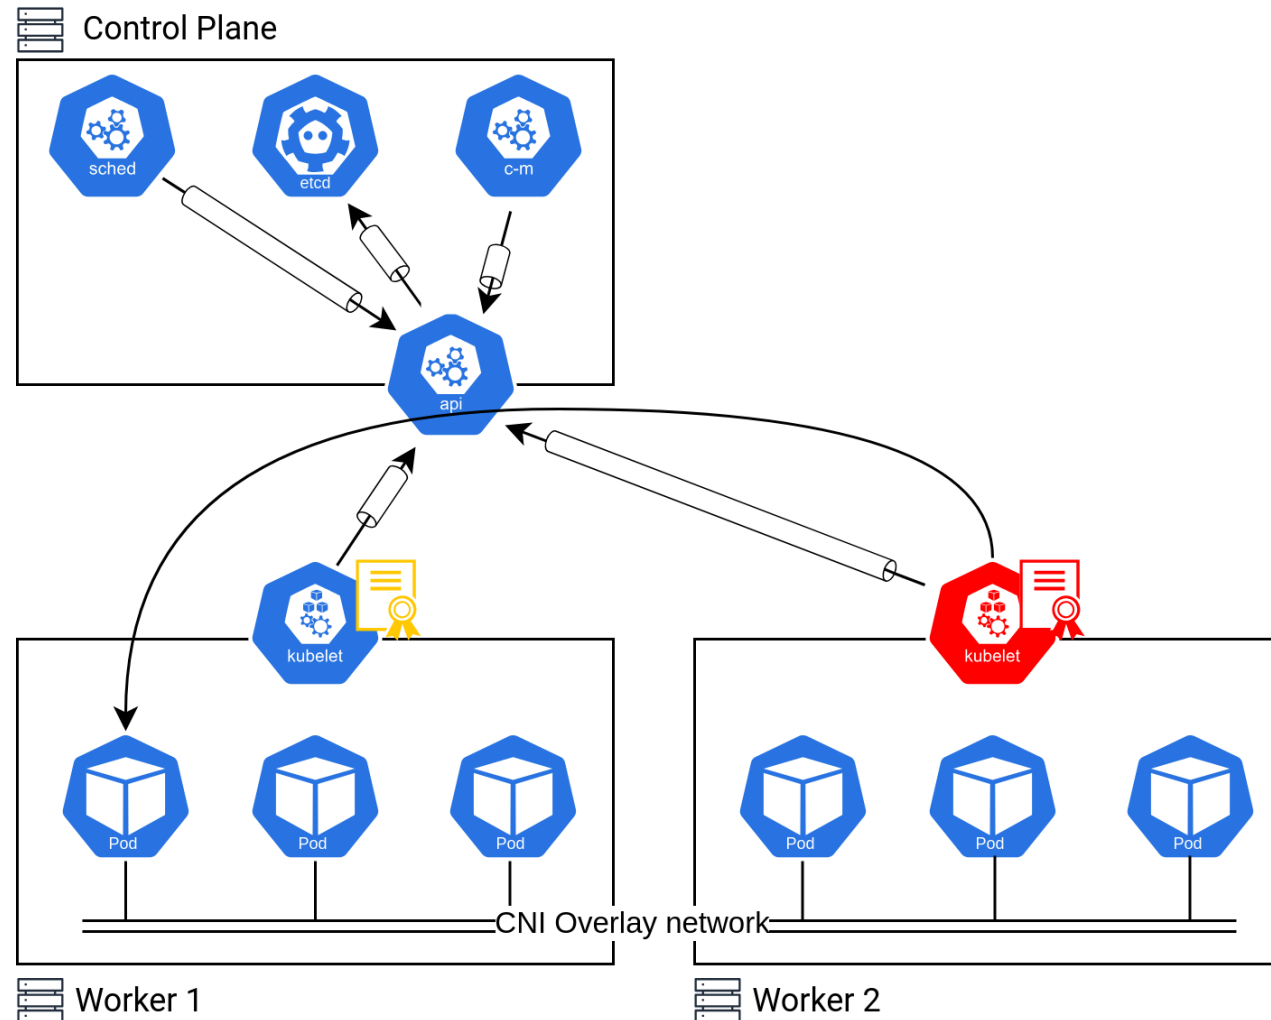 Control Plane
sched
etcd
c-m
api
kubelet
kubelet
Pod
Pod
Pod
Pod
Pod
Pod
CNI Overlay network
Worker 1
Worker 2